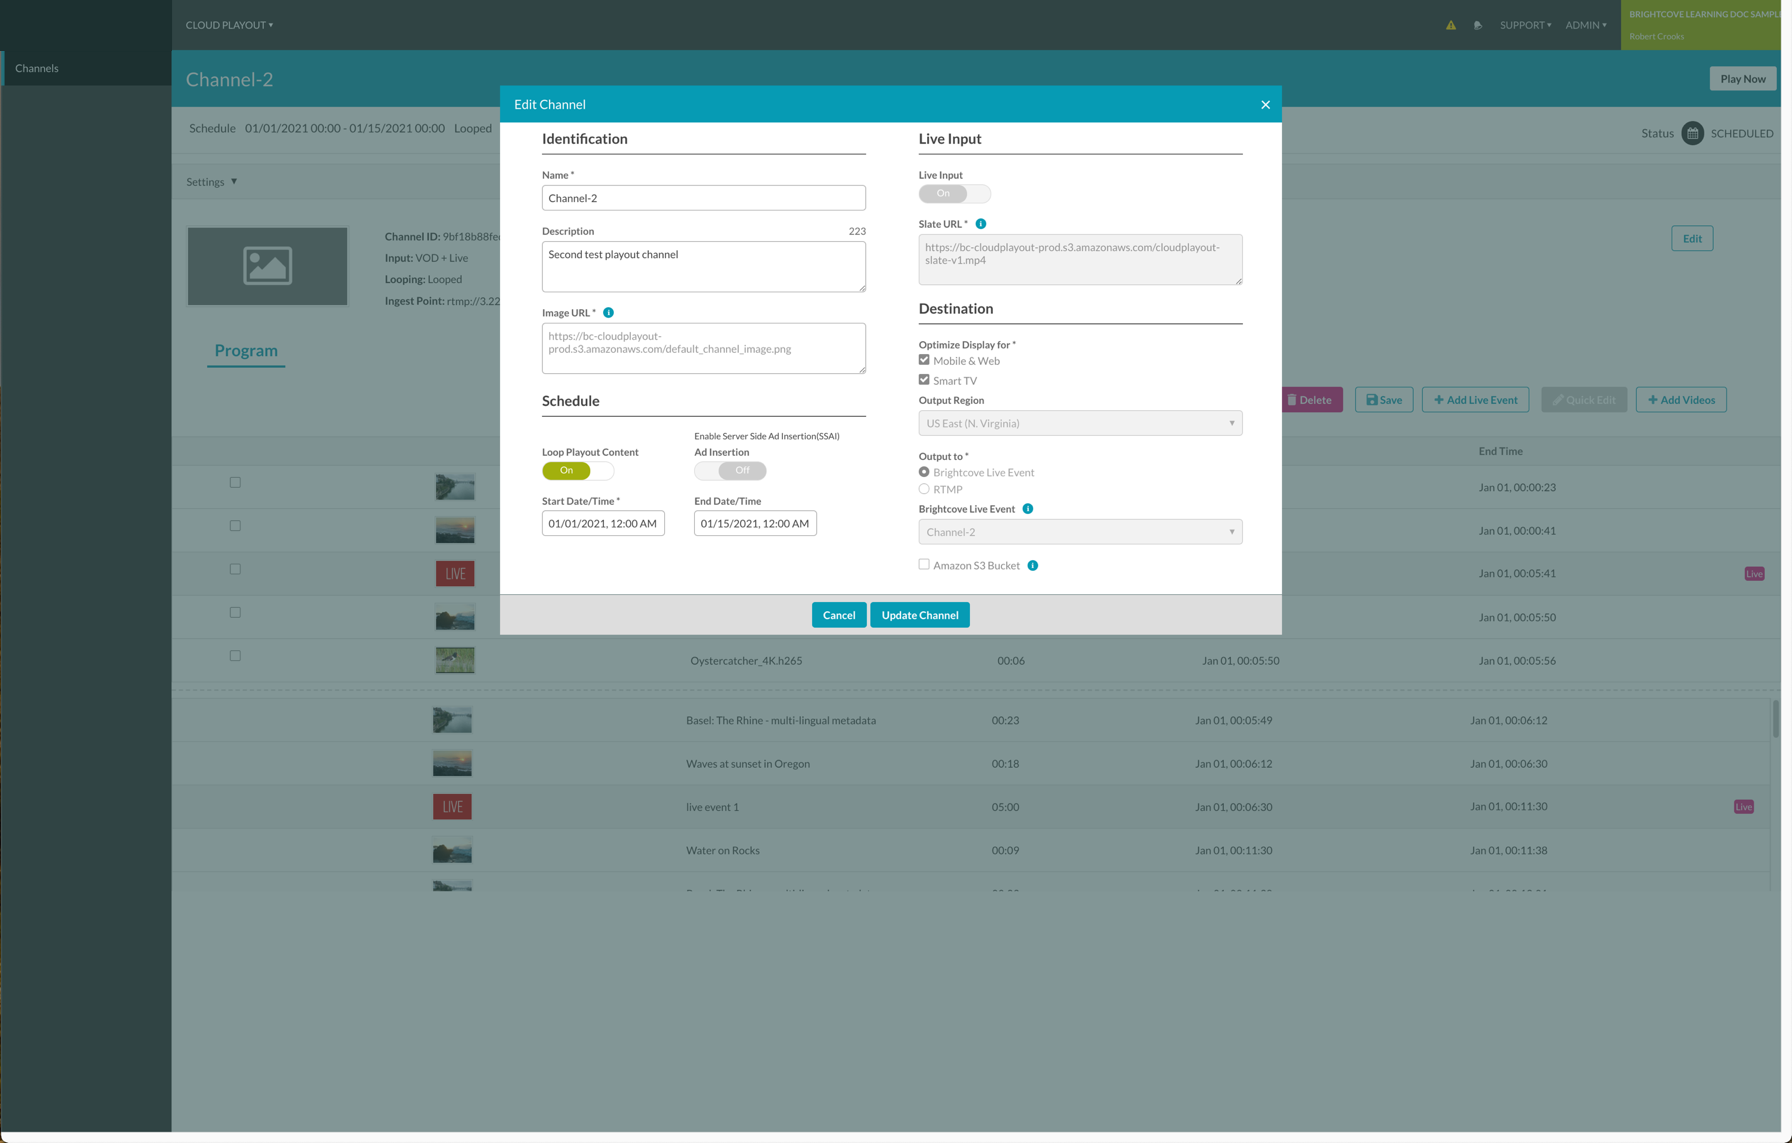 CLOUD PLAYOUT
SUPPORT
ADMIN
BRIGHTCOVE LEARNING DOC SAMPL
Robert Crooks
Channels
Channel-2
Play Now
Schedule 01/01/2021 00:00 - 01/15/2021 00:00 Looped
Status SCHEDULED
Settings
Channel ID: 9bf18b88fe
Input: VOD + Live
Looping: Looped
Ingest Point: rtmp://3.22
Edit
Program
Edit Channel
Identification
Name *
Channel-2
Description 223
Second test playout channel
Image URL *
https://bc-cloudplayout-
prod.s3.amazonaws.com/default_channel_image.png
Schedule
Enable Server Side Ad Insertion(SSAI)
Loop Playout Content Ad Insertion
On Off
Start Date/Time * End Date/Time
01/01/2021, 12:00 AM 01/15/2021, 12:00 AM
Live Input
Live Input
On
Slate URL *
https://bc-cloudplayout-prod.s3.amazonaws.com/cloudplayout-
slate-v1.mp4
Destination
Optimize Display for *
Mobile & Web
Smart TV
Output Region
US East (N. Virginia)
Output to *
Brightcove Live Event
RTMP
Brightcove Live Event
Channel-2
Amazon S3 Bucket
Cancel Update Channel
Delete Save + Add Live Event Quick Edit + Add Videos
End Time
Jan 01, 00:00:23
Jan 01, 00:00:41
LIVE Jan 01, 00:05:41 Live
Jan 01, 00:05:50
Oystercatcher_4K.h265 00:06 Jan 01, 00:05:50 Jan 01, 00:05:56
Basel: The Rhine - multi-lingual metadata 00:23 Jan 01, 00:05:49 Jan 01, 00:06:12
Waves at sunset in Oregon 00:18 Jan 01, 00:06:12 Jan 01, 00:06:30
LIVE live event 1 05:00 Jan 01, 00:06:30 Jan 01, 00:11:30 Live
Water on Rocks 00:09 Jan 01, 00:11:30 Jan 01, 00:11:38